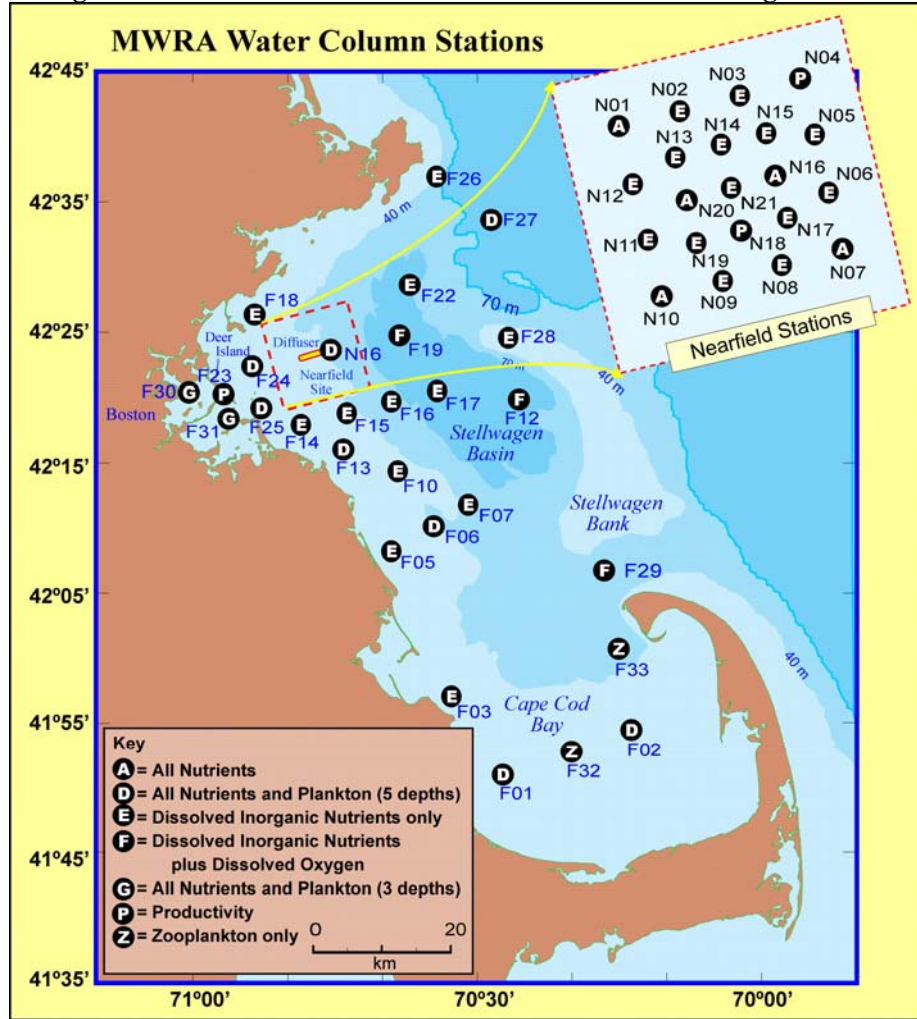 MWRA Water Column Stations
42°45'
42°35'
42°25'
42°15'
42°05'
41°55'
41°45'
41°35'
71°00'
70°30'
70°00'
N04
P
N03
E
N02
E
N01
A
N15
E
N05
E
N14
E
N13
E
N16
A
N06
E
N12
E
N20
A
N21
E
N17
E
N11
E
N19
E
N18
P
N07
A
N08
E
N09
E
N10
A
Nearfield Stations
E F26
40 m
D F27
E F22
70 m
F18 E
Deer
Island
Diffuser
D N16
F F19
E F28
70 m
40 m
F23
D F24
Nearfield
Site
F30 G
P
Boston
F31 G
D F25
E F14
E F15
E F16
E F17
F F12
Stellwagen
Basin
D F13
E F10
E F07
D F06
E F05
Stellwagen
Bank
F F29
Z F33
40 m
E F03
Cape Cod
Bay
D F02
Z F32
D F01
Key
A = All Nutrients
D = All Nutrients and Plankton (5 depths)
E = Dissolved Inorganic Nutrients only
F = Dissolved Inorganic Nutrients
plus Dissolved Oxygen
G = All Nutrients and Plankton (3 depths)
P = Productivity
Z = Zooplankton only
0 20
km